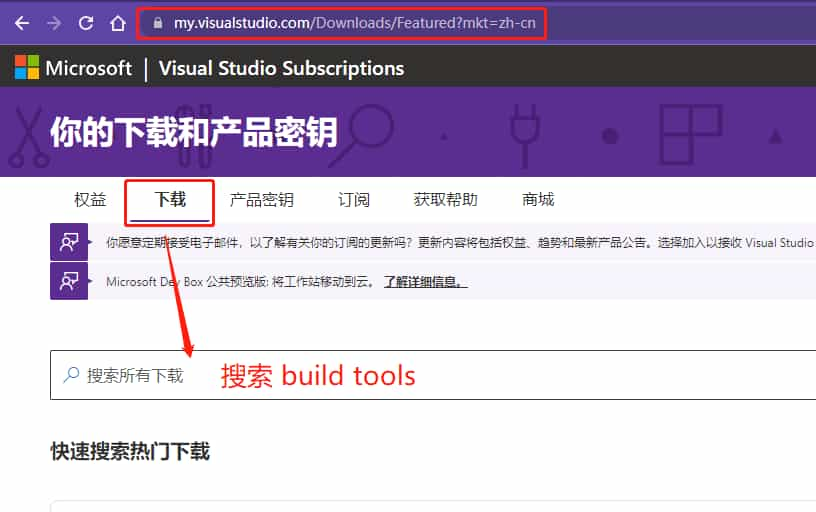 my.visualstudio.com/Downloads/Featured?mkt=zh-cn
Microsoft | Visual Studio Subscriptions
你的下载和产品密钥
权益 下载 产品密钥 订阅 获取帮助 商城
你愿意定期接受电子邮件，以了解有关你的订阅的更新吗？更新内容将包括权益、趋势和最新产品公告。选择加入以接收 Visual Studio
Microsoft Dev Box 公共预览版: 将工作站移动到云。 了解详细信息。
搜索所有下载 搜索 build tools
快速搜索热门下载